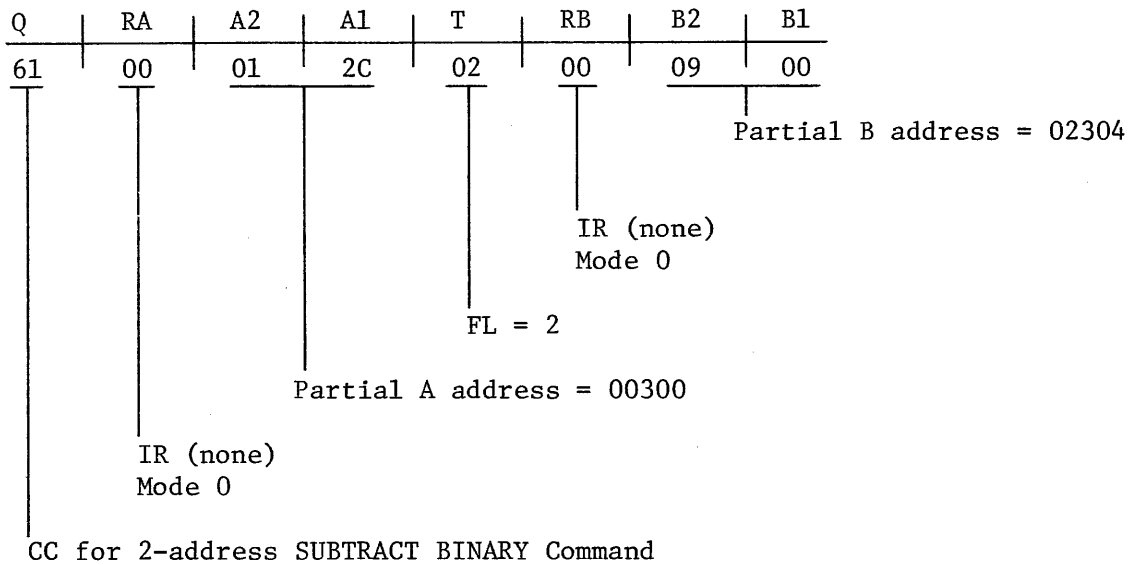 Q RA A2 A1 T RB B2 B1
61 00 01 2C 02 00 09 00
Partial B address = 02304
IR (none)
Mode 0
FL = 2
Partial A address = 00300
IR (none)
Mode 0
CC for 2-address SUBTRACT BINARY Command